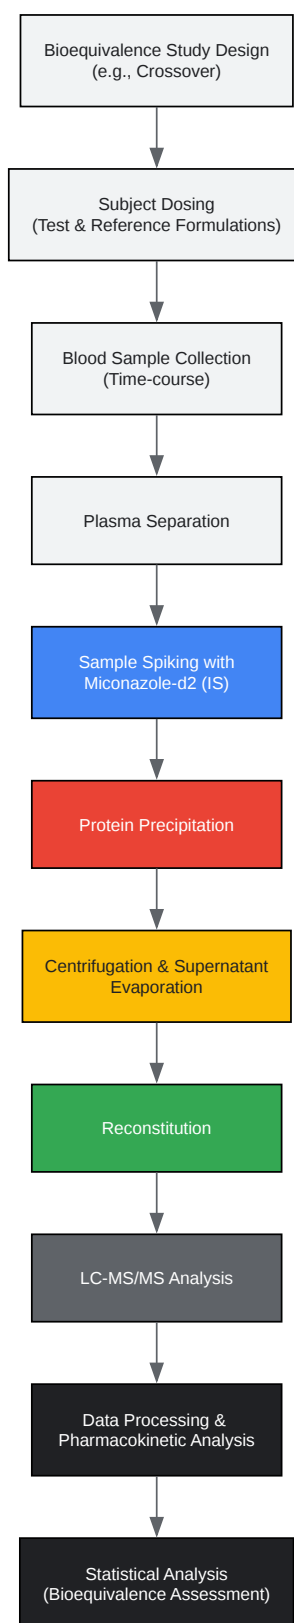 Bioequivalence Study Design
(e.g., Crossover)
Subject Dosing
(Test & Reference Formulations)
Blood Sample Collection
(Time-course)
Plasma Separation
Sample Spiking with
Miconazole-d2 (IS)
Protein Precipitation
Centrifugation & Supernatant
Evaporation
Reconstitution
LC-MS/MS Analysis
Data Processing &
Pharmacokinetic Analysis
Statistical Analysis
(Bioequivalence Assessment)